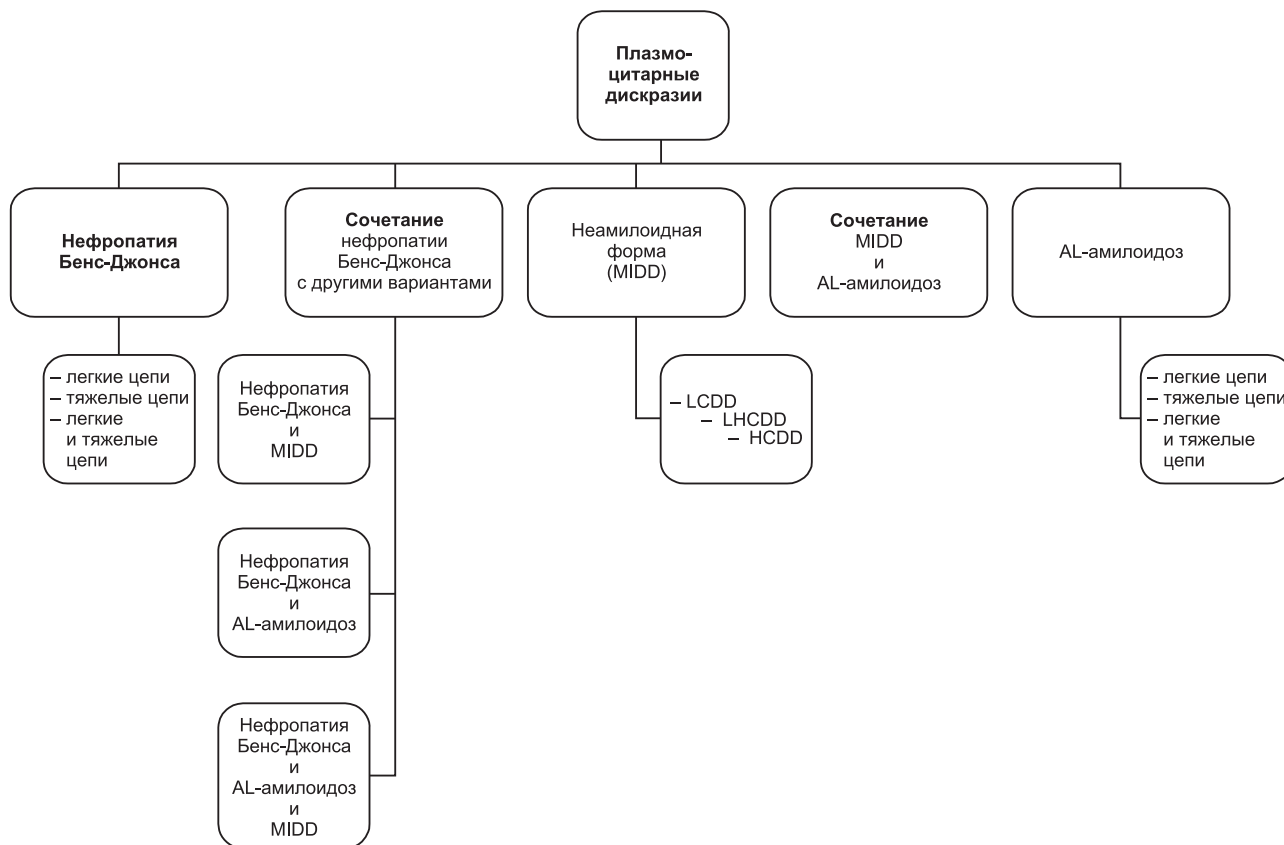 Плазмо-
цитарные
дискразии
Нефропатия
Бенс-Джонса
Сочетание
нефропатии
Бенс-Джонса
с другими вариантами
Неамилоидная
форма
(MIDD)
Сочетание
MIDD
и
AL-амилоидоз
AL-амилоидоз
– легкие цепи
– тяжелые цепи
– легкие
и тяжелые
цепи
Нефропатия
Бенс-Джонса
и
MIDD
– LCDD
– LHCDD
– HCDD
– легкие цепи
– тяжелые цепи
– легкие
и тяжелые
цепи
Нефропатия
Бенс-Джонса
и
AL-амилоидоз
Нефропатия
Бенс-Джонса
и
AL-амилоидоз
и
MIDD